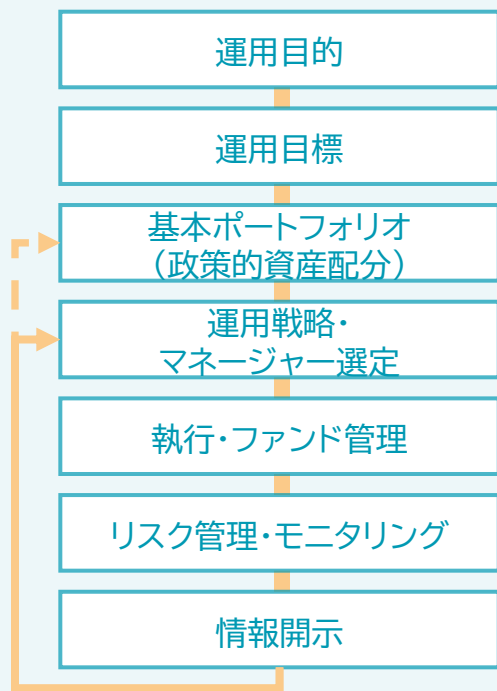 運用目的
運用目標
基本ポートフォリオ
（政策的資産配分）
運用戦略・
マネージャー選定
執行・ファンド管理
リスク管理・モニタリング
情報開示